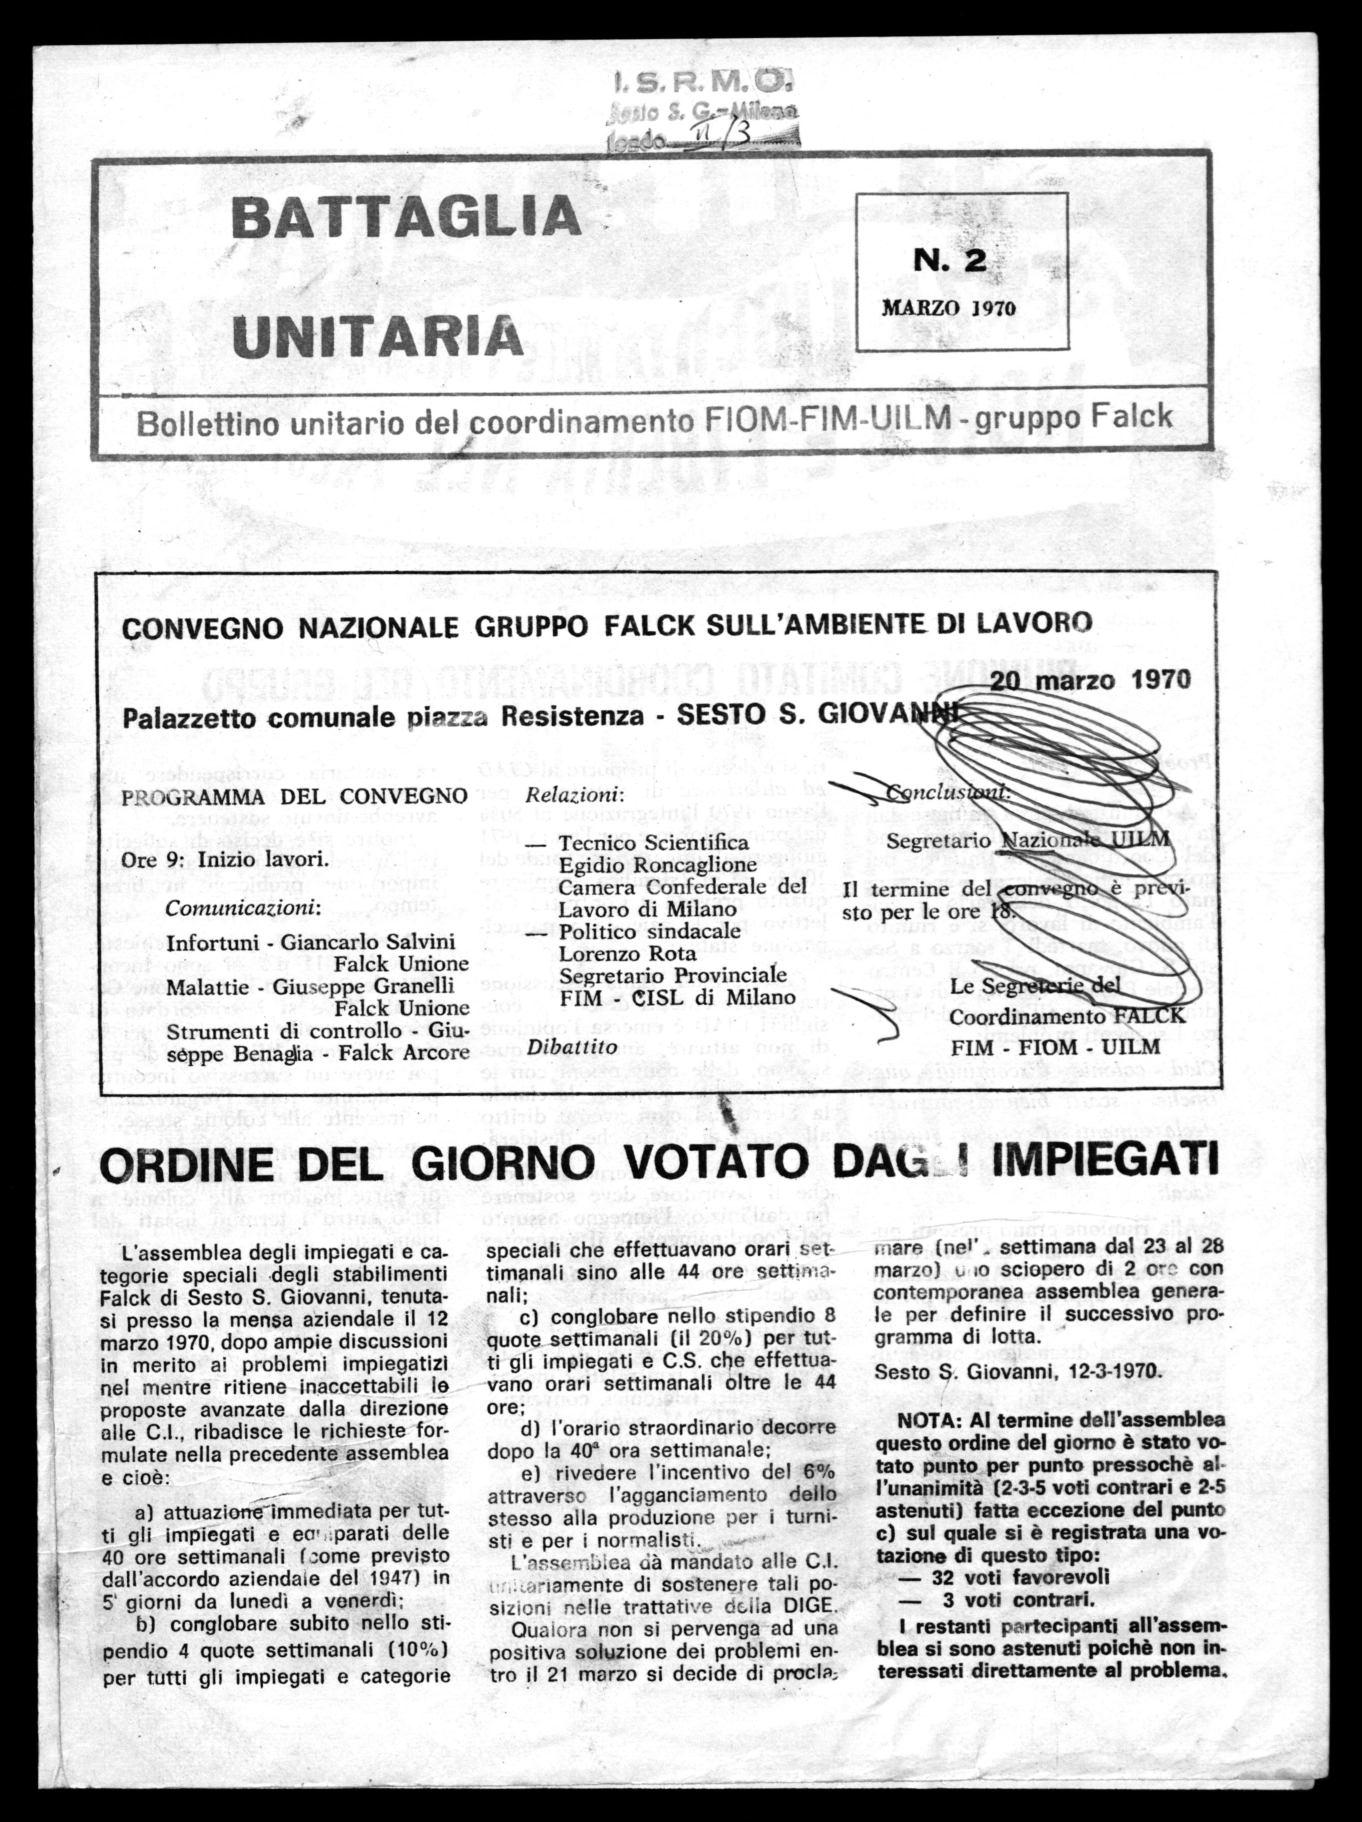 I. S. R. M. O.
Sesto S. G. - Milano
fondo II/3
BATTAGLIA
UNITARIA
N. 2
MARZO 1970
Bollettino unitario del coordinamento FIOM-FIM-UILM - gruppo Falck
CONVEGNO NAZIONALE GRUPPO FALCK SULL'AMBIENTE DI LAVORO
20 marzo 1970
Palazzetto comunale piazza Resistenza - SESTO S. GIOVANNI
PROGRAMMA DEL CONVEGNO
Ore 9: Inizio lavori.
Comunicazioni:
Infortuni - Giancarlo Salvini
Falck Unione
Malattie - Giuseppe Granelli
Falck Unione
Strumenti di controllo - Giu-
seppe Benaglia - Falck Arcore
Relazioni:
— Tecnico Scientifica
Egidio Roncaglione
Camera Confederale del
Lavoro di Milano
— Politico sindacale
Lorenzo Rota
Segretario Provinciale
FIM - CISL di Milano
Dibattito
Conclusioni:
Segretario Nazionale UILM
Il termine del convegno è previ-
sto per le ore 18.
Le Segreterie del
Coordinamento FALCK
FIM - FIOM - UILM
ORDINE DEL GIORNO VOTATO DAGLI IMPIEGATI
L'assemblea degli impiegati e ca-
tegorie speciali degli stabilimenti
Falck di Sesto S. Giovanni, tenuta-
si presso la mensa aziendale il 12
marzo 1970, dopo ampie discussioni
in merito ai problemi impiegatizi
nel mentre ritiene inaccettabili le
proposte avanzate dalla direzione
alle C.I., ribadisce le richieste for-
mulate nella precedente assemblea
e cioè:
a) attuazione immediata per tut-
ti gli impiegati e equiparati delle
40 ore settimanali (come previsto
dall'accordo aziendale del 1947) in
5 giorni da lunedì a venerdì;
b) conglobare subito nello sti-
pendio 4 quote settimanali (10%)
per tutti gli impiegati e categorie
speciali che effettuavano orari set-
timanali sino alle 44 ore settima-
nali;
c) conglobare nello stipendio 8
quote settimanali (il 20%) per tut-
ti gli impiegati e C.S. che effettua-
vano orari settimanali oltre le 44
ore;
d) l'orario straordinario decorre
dopo la 40ª ora settimanale;
e) rivedere l'incentivo del 6%
attraverso l'agganciamento dello
stesso alla produzione per i turni-
sti e per i normalisti.
L'assemblea dà mandato alle C.I.
unitariamente di sostenere tali po-
sizioni nelle trattative della DIGE.
Qualora non si pervenga ad una
positiva soluzione dei problemi en-
tro il 21 marzo si decide di procla-
mare (nella settimana dal 23 al 28
marzo) uno sciopero di 2 ore con
contemporanea assemblea genera-
le per definire il successivo pro-
gramma di lotta.
Sesto S. Giovanni, 12-3-1970.
NOTA: Al termine dell'assemblea
questo ordine del giorno è stato vo-
tato punto per punto pressochè al-
l'unanimità (2-3-5 voti contrari e 2-5
astenuti) fatta eccezione del punto
c) sul quale si è registrata una vo-
tazione di questo tipo:
— 32 voti favorevoli
— 3 voti contrari.
I restanti partecipanti all'assem-
blea si sono astenuti poichè non in-
teressati direttamente al problema.